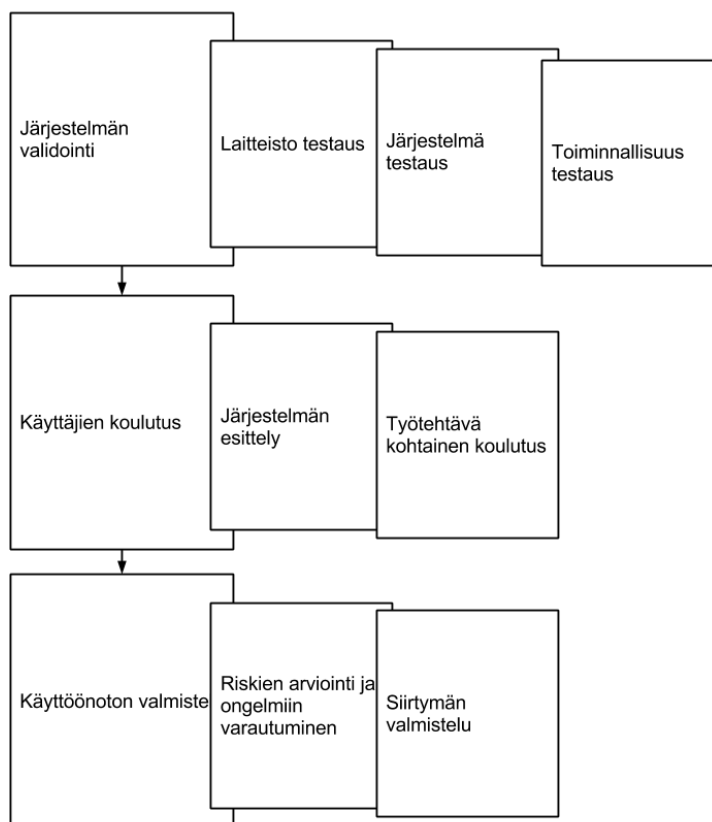 Järjestelmän
validointi
Laitteisto testaus
Järjestelmä
testaus
Toiminnallisuus
testaus
Käyttäjien koulutus
Järjestelmän
esittely
Työtehtävä
kohtainen koulutus
Käyttöönoton valmiste
Riskien arviointi ja
ongelmiin
varautuminen
Siirtymän
valmistelu